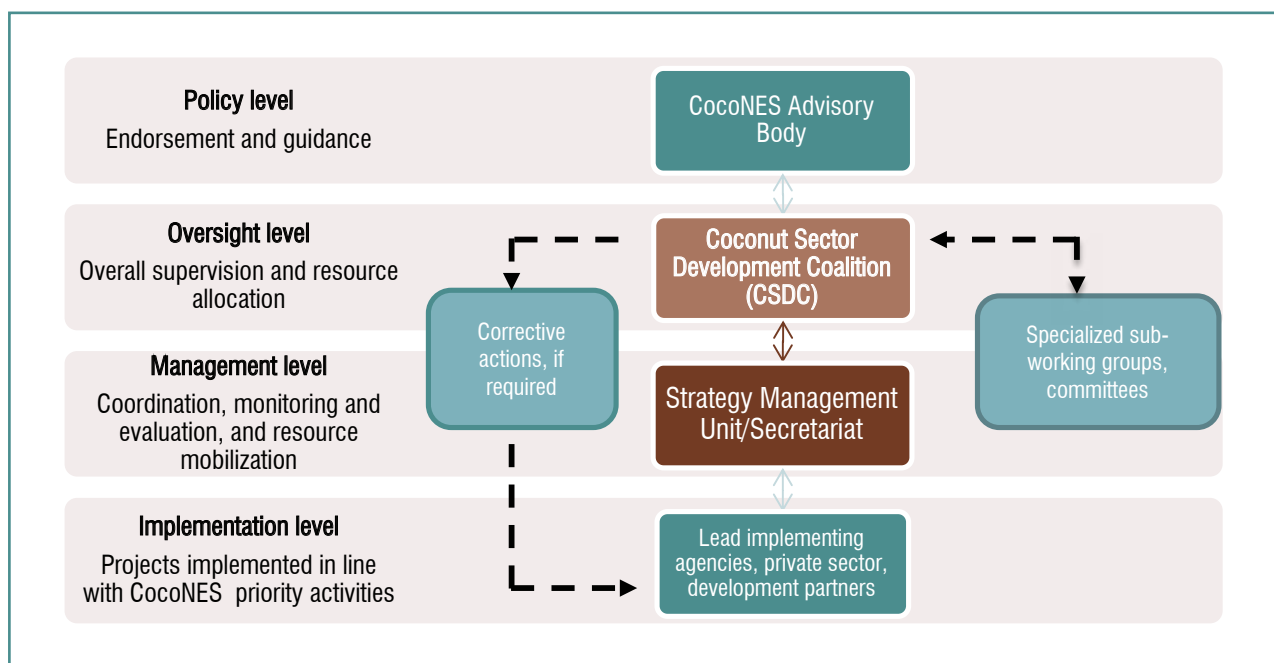 Policy level
Endorsement and guidance
CocoNES Advisory
Body
Oversight level
Overall supervision and resource
allocation
Coconut Sector
Development Coalition
(CSDC)
Corrective
actions, if
required
Specialized sub-
working groups,
committees
Management level
Coordination, monitoring and
evaluation, and resource
mobilization
Strategy Management
Unit/Secretariat
Implementation level
Projects implemented in line
with CocoNES priority activities
Lead implementing
agencies, private sector,
development partners